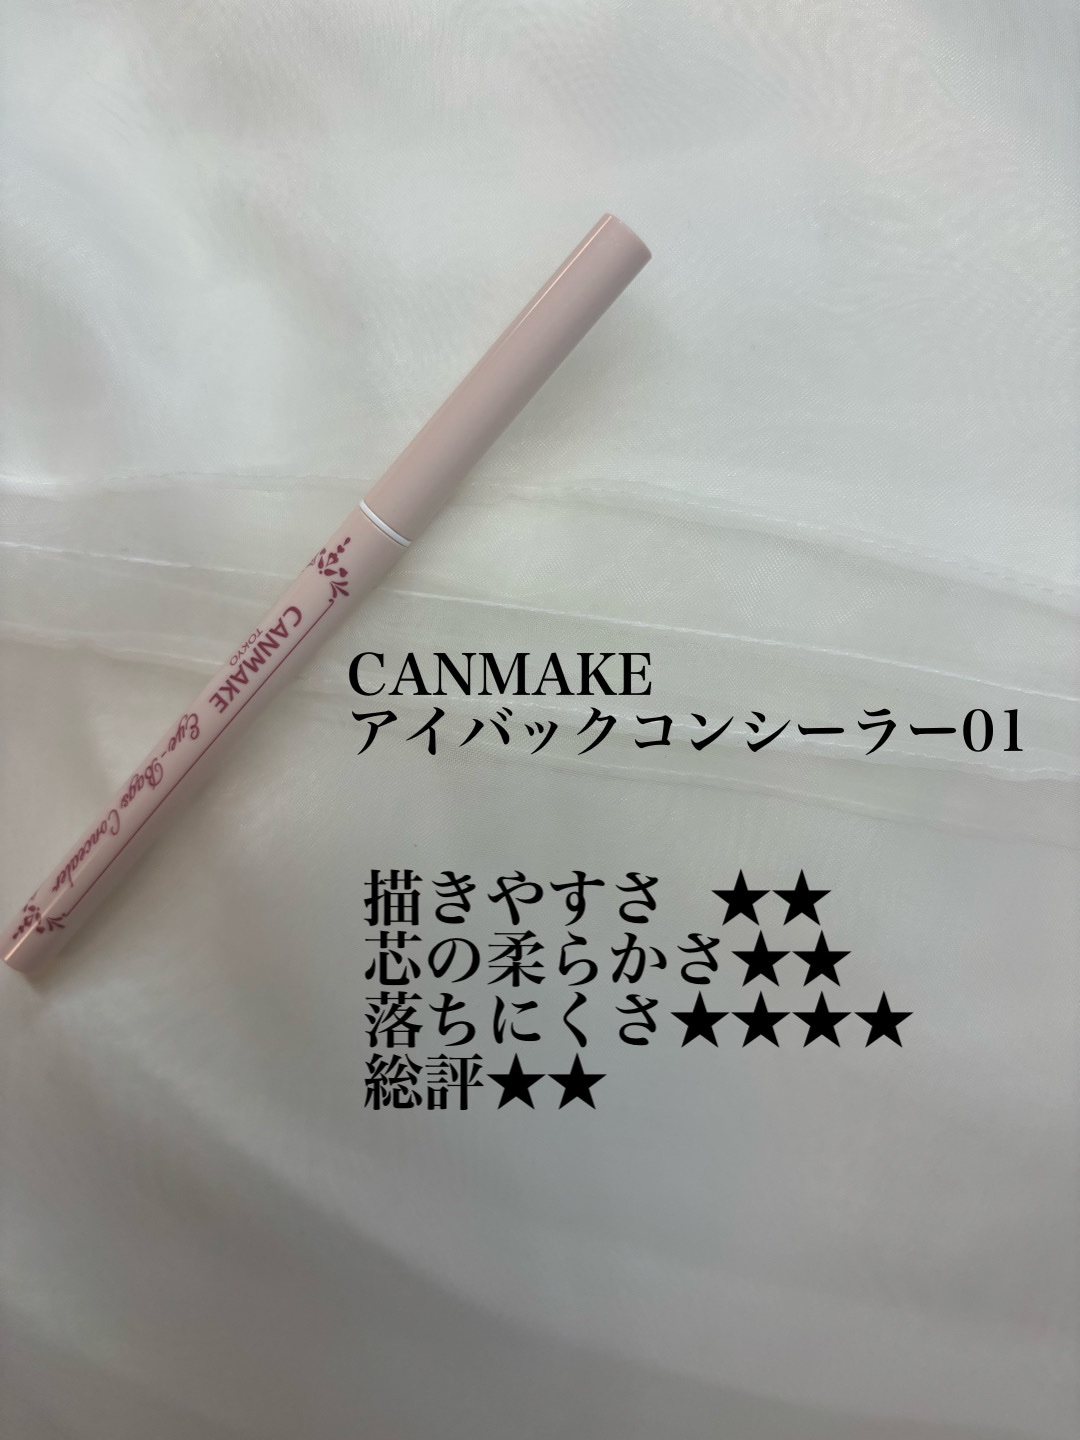 CANMAKE
TOKYO
Eye-Bags Concealer
CANMAKE
アイバックコンシーラー01
描きやすさ ★★
芯の柔らかさ★★
落ちにくさ★★★★
総評★★